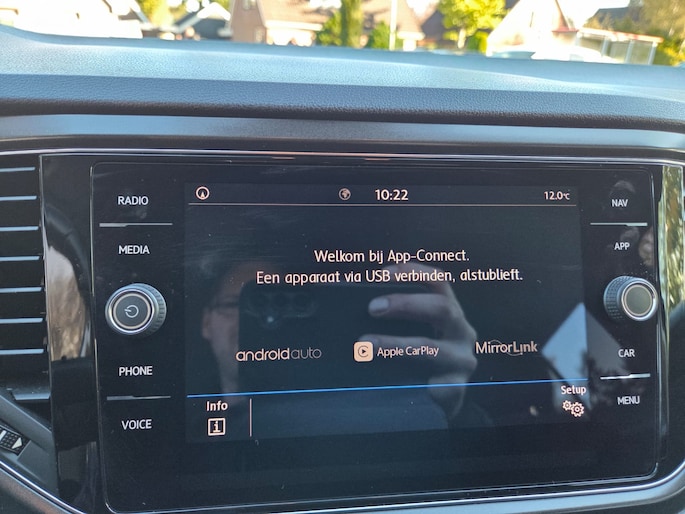 RADIO
MEDIA
PHONE
VOICE
10:22
12.0°C
Welkom bij App-Connect.
Een apparaat via USB verbinden, alstublieft.
androidauto
Apple CarPlay
MirrorLink
Info
i
Setup
NAV
APP
CAR
MENU